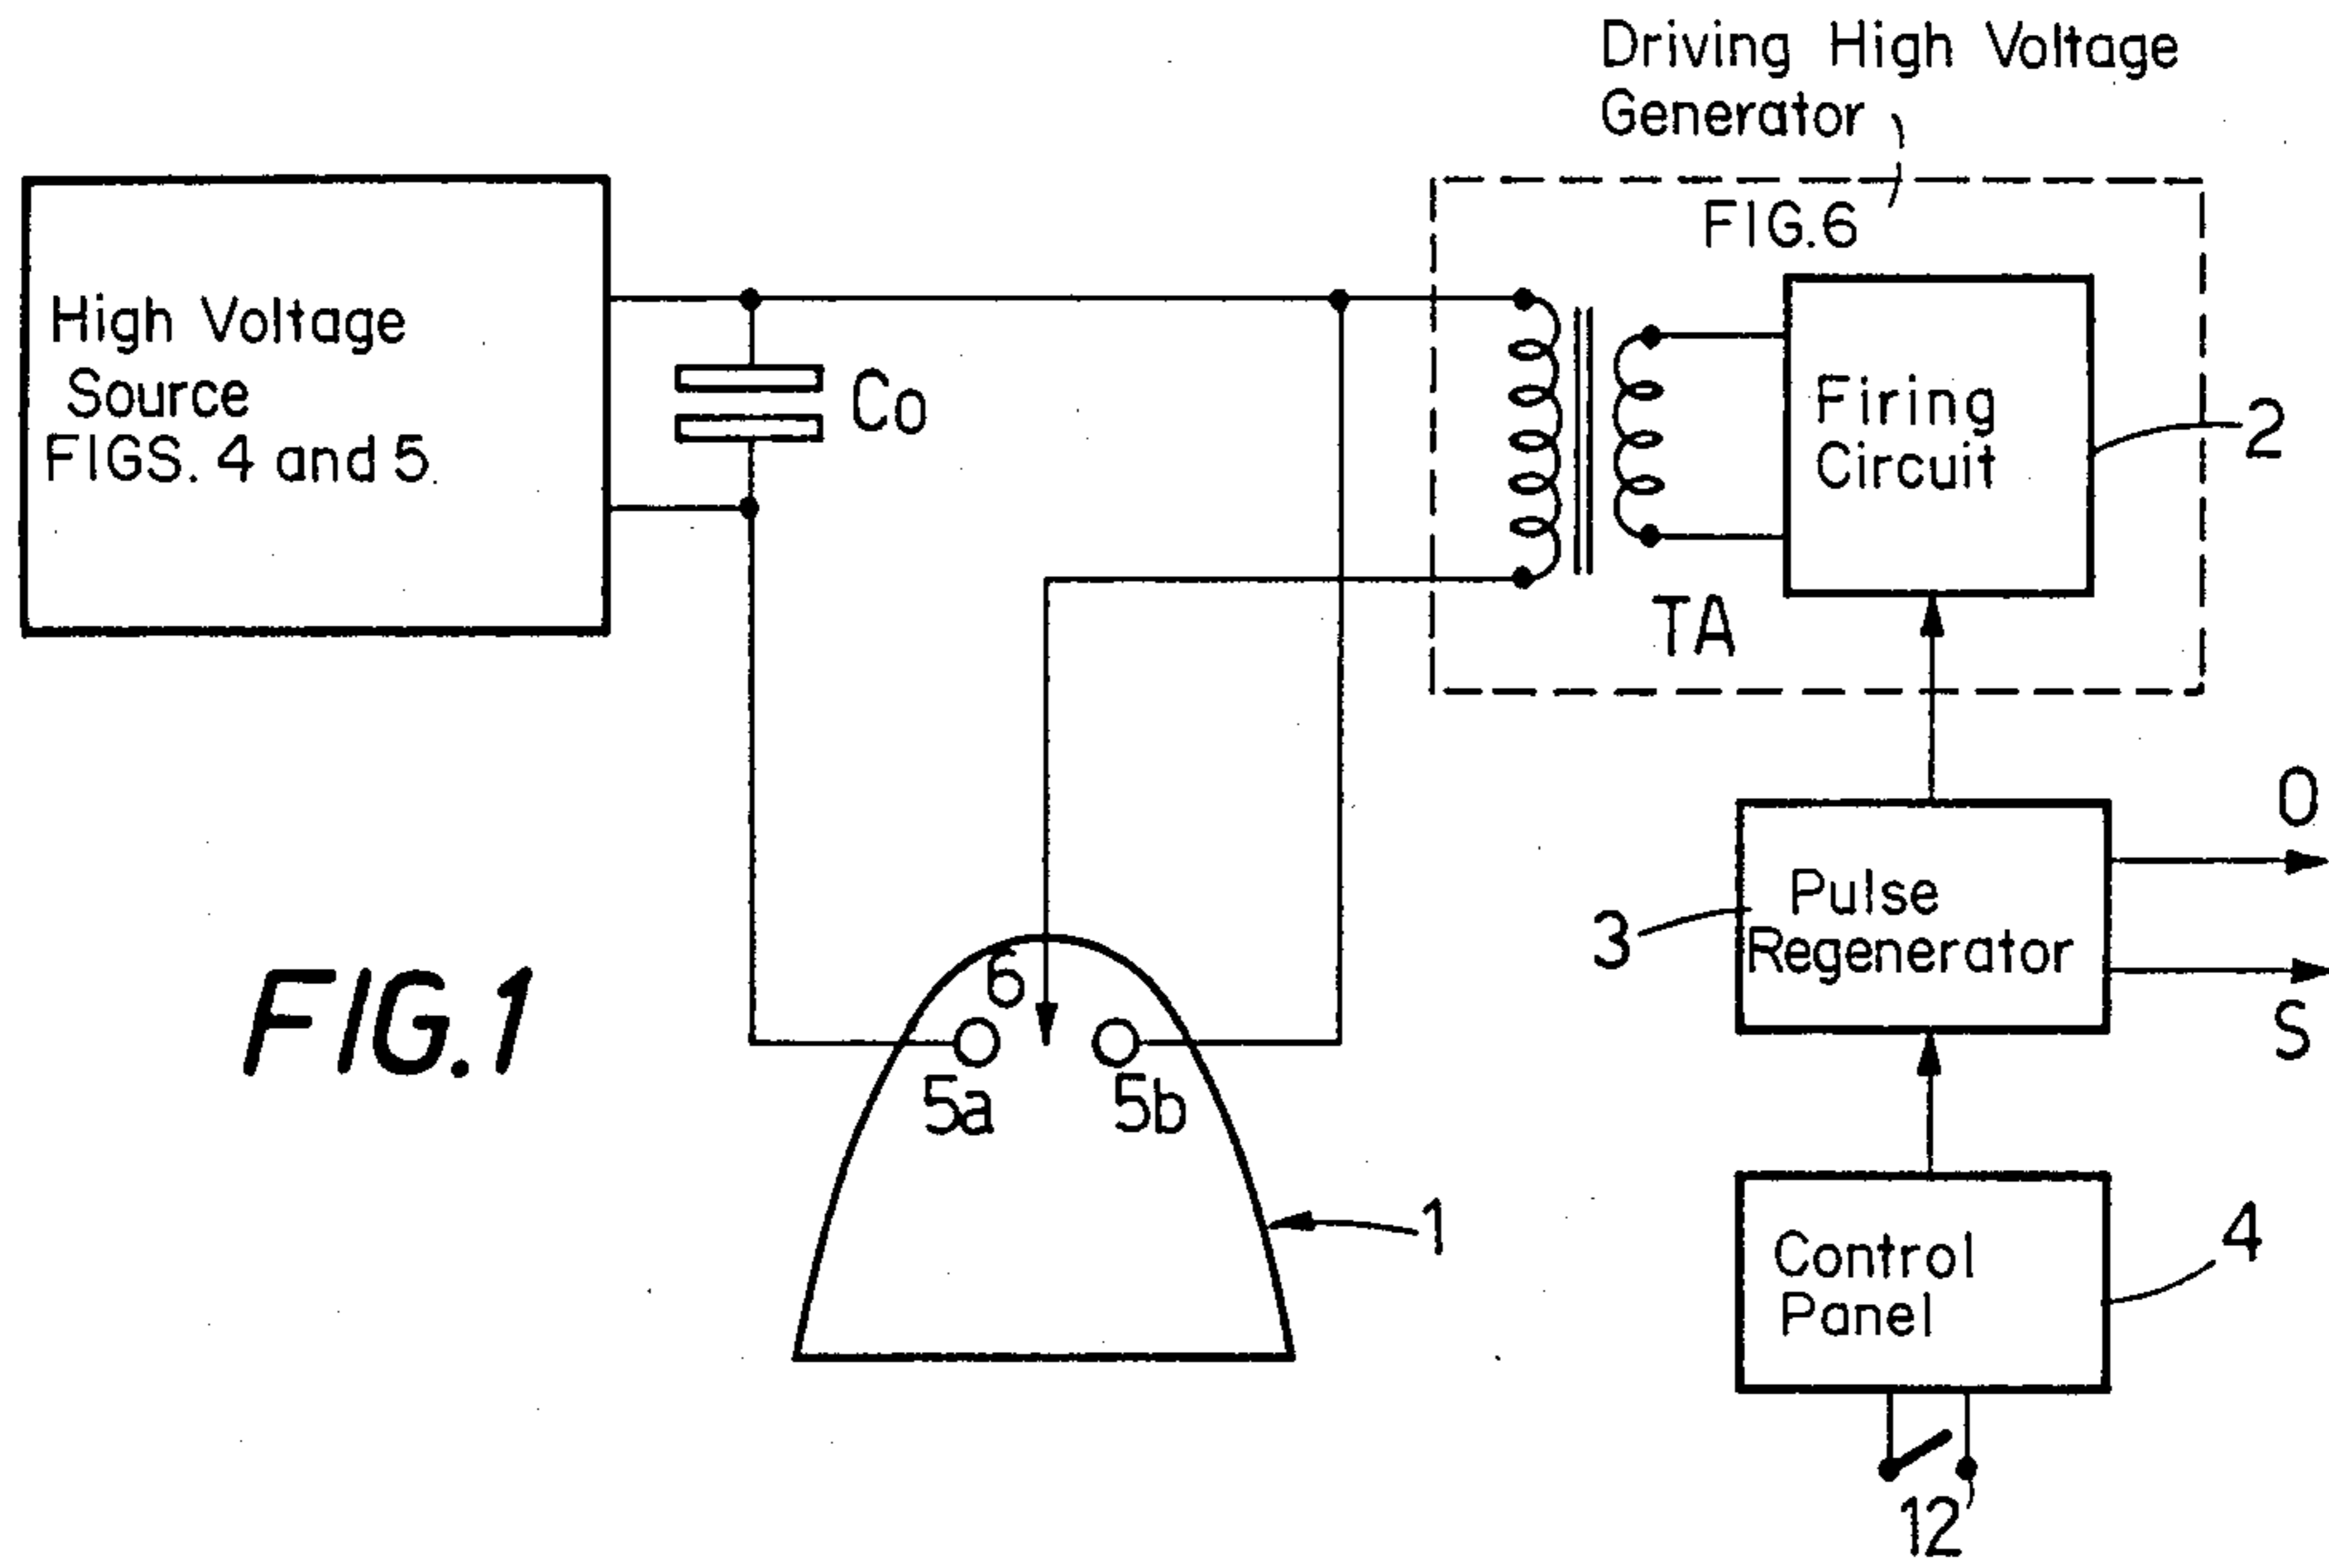 Driving High Voltage
Generator
FIG.6
High Voltage
Source
FIGS. 4 and 5.
Co
Firing
Circuit
2
TA
O
Pulse
Regenerator
3
S
FIG.1
6
5a
5b
1
Control
Panel
4
12